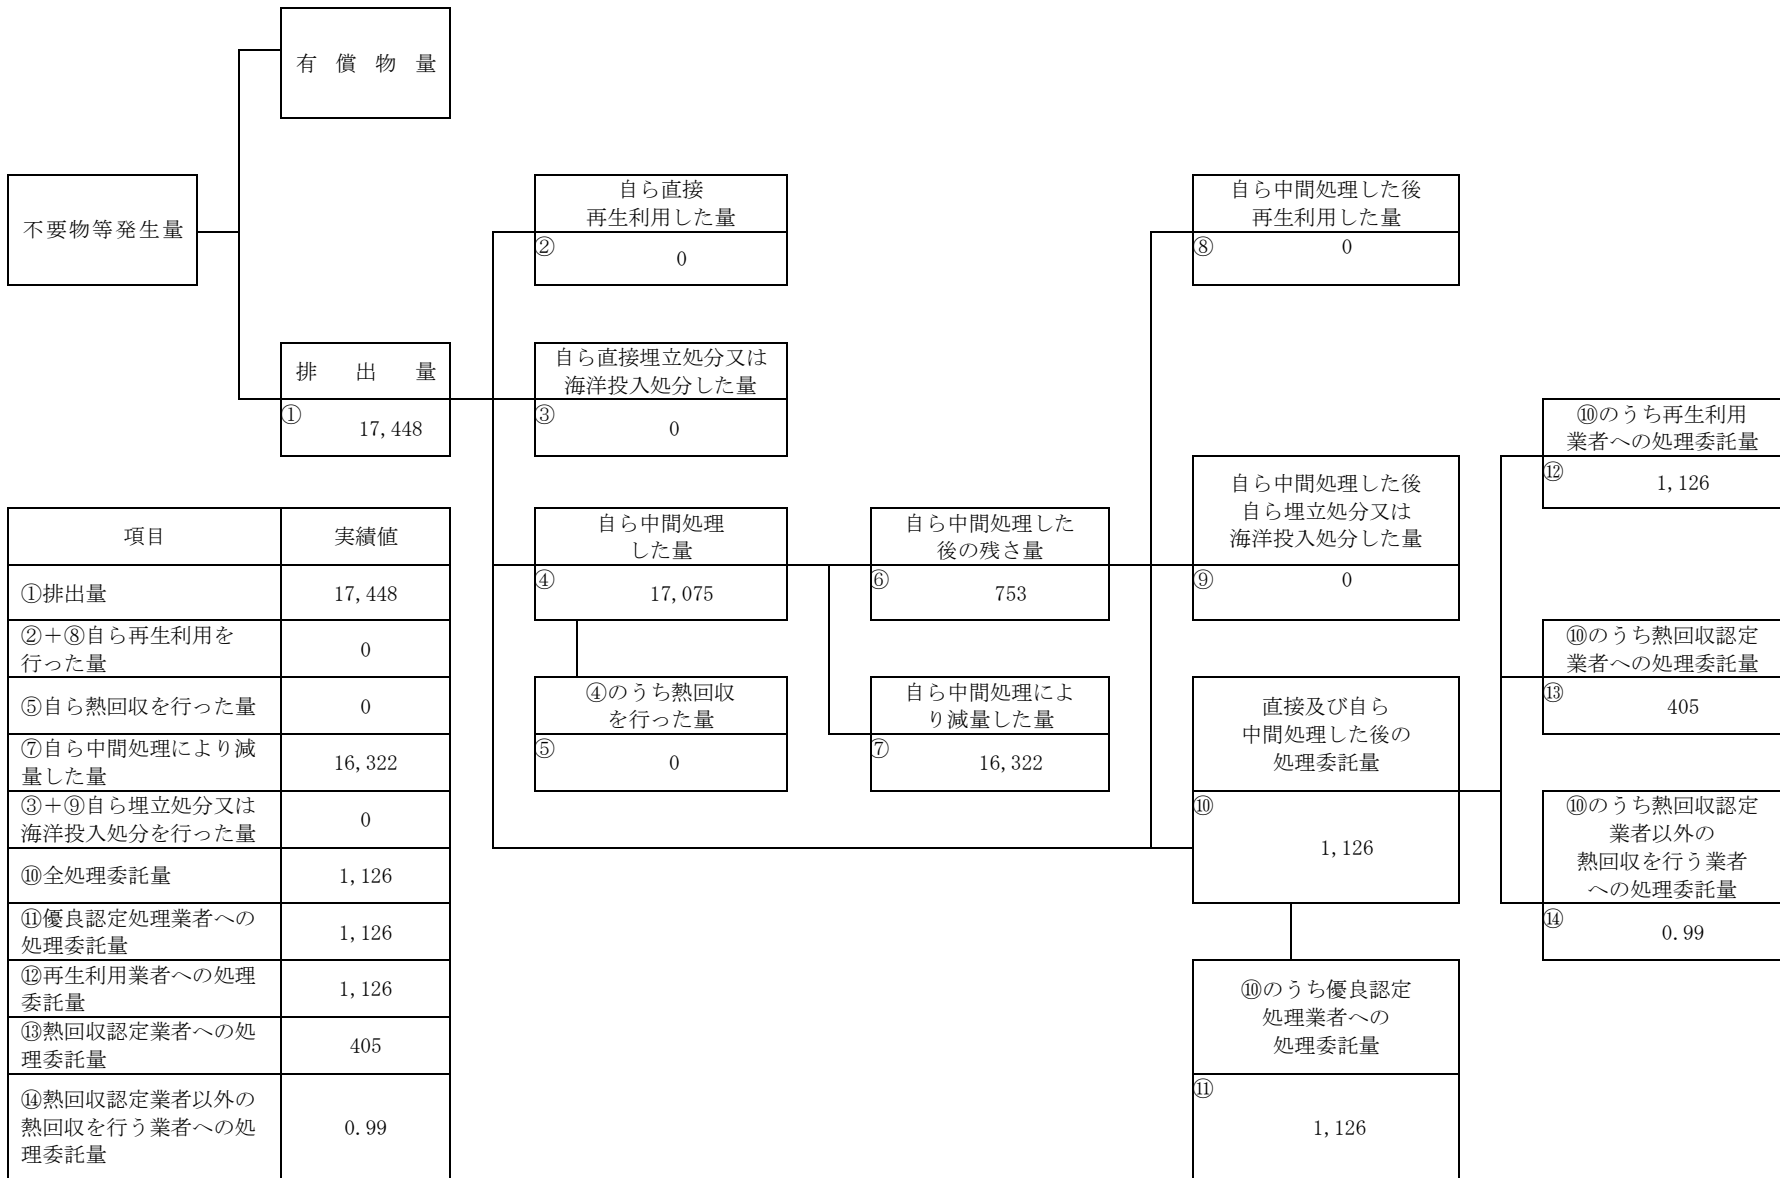 有償物量
不要物等発生量
排出量
①
17,448
自ら直接
再生利用した量
②
0
自ら直接埋立処分又は
海洋投入処分した量
③
0
自ら中間処理
した量
④
17,075
④のうち熱回収
を行った量
⑤
0
自ら中間処理した
後の残さ量
⑥
753
自ら中間処理によ
り減量した量
⑦
16,322
自ら中間処理した後
再生利用した量
⑧
0
自ら中間処理した後
自ら埋立処分又は
海洋投入処分した量
⑨
0
直接及び自ら
中間処理した後の
処理委託量
⑩
1,126
⑩のうち優良認定
処理業者への
処理委託量
⑪
1,126
⑩のうち再生利用
業者への処理委託量
⑫
1,126
⑩のうち熱回収認定
業者への処理委託量
⑬
405
⑩のうち熱回収認定
業者以外の
熱回収を行う業者
への処理委託量
⑭
0.99
項目
実績値
①排出量
17,448
②+⑧自ら再生利用を
行った量
0
⑤自ら熱回収を行った量
0
⑦自ら中間処理により減
量した量
16,322
③+⑨自ら埋立処分又は
海洋投入処分を行った量
0
⑩全処理委託量
1,126
⑪優良認定処理業者への
処理委託量
1,126
⑫再生利用業者への処理
委託量
1,126
⑬熱回収認定業者への処
理委託量
405
⑭熱回収認定業者以外の
熱回収を行う業者への処
理委託量
0.99